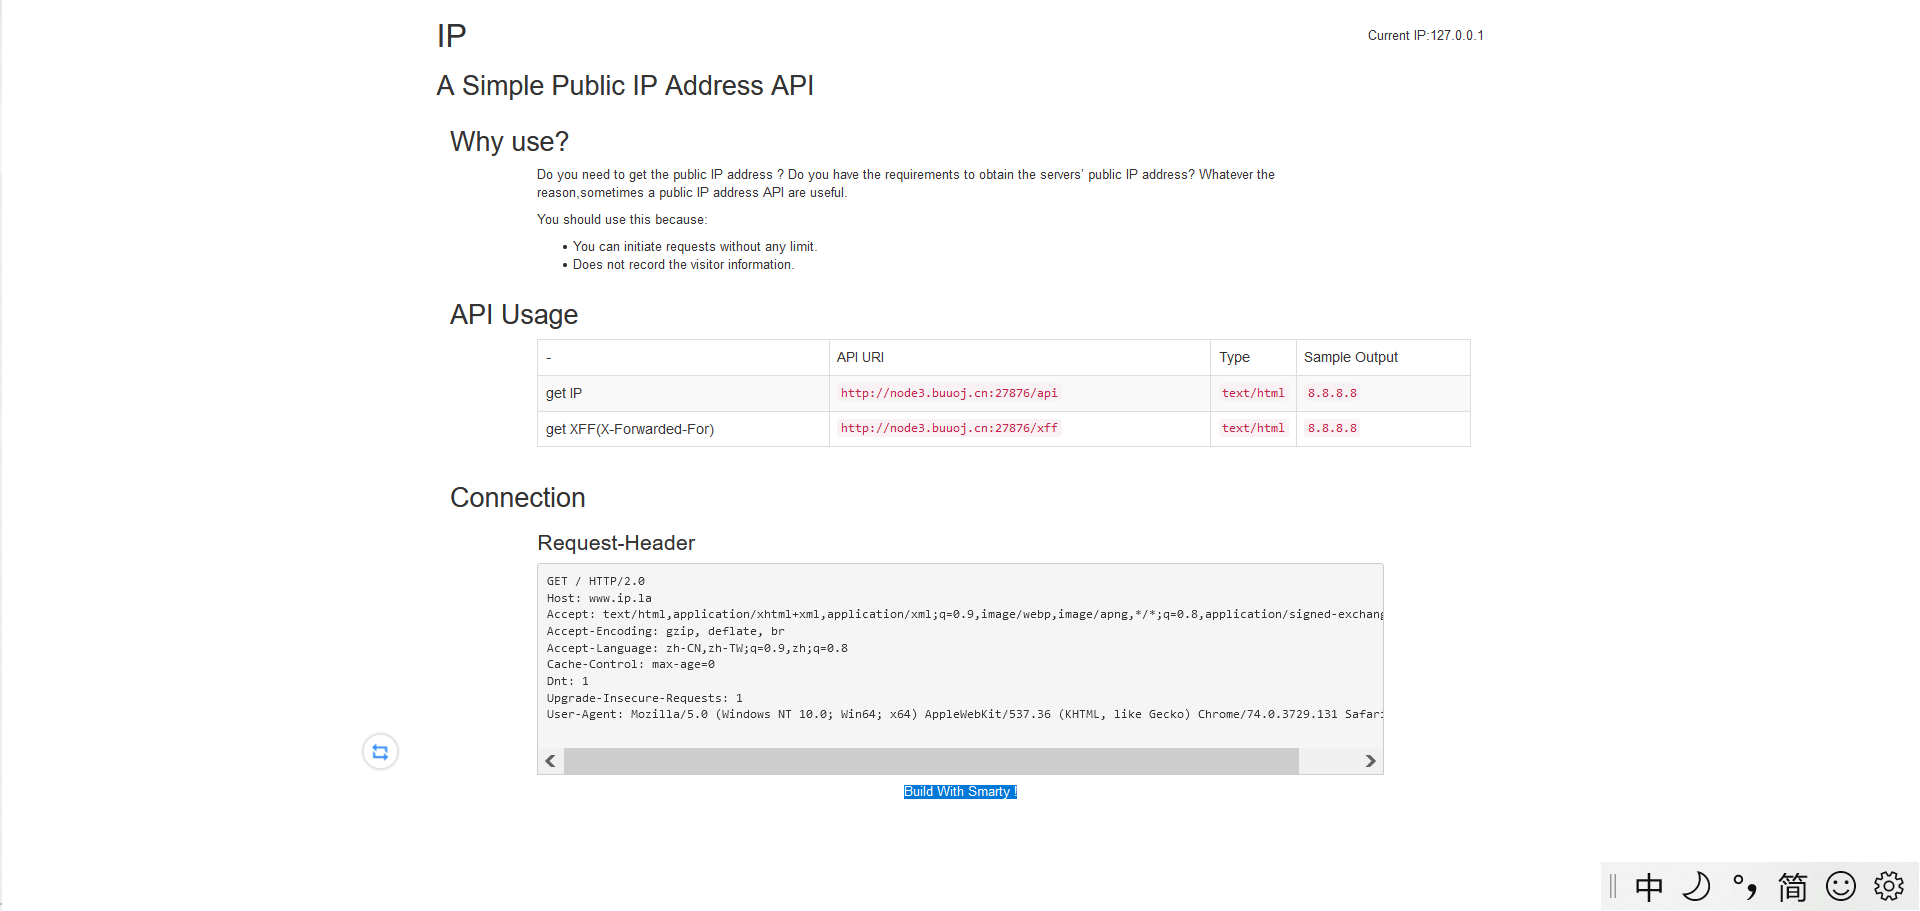 IP
Current IP:127.0.0.1
A Simple Public IP Address API
Why use?
Do you need to get the public IP address ? Do you have the requirements to obtain the servers’ public IP address? Whatever the
reason,sometimes a public IP address API are useful.
You should use this because:
• You can initiate requests without any limit.
• Does not record the visitor information.
API Usage
- API URI Type Sample Output
get IP http://node3.buuoj.cn:27876/api text/html 8.8.8.8
get XFF(X-Forwarded-For) http://node3.buuoj.cn:27876/xff text/html 8.8.8.8
Connection
Request-Header
GET / HTTP/2.0
Host: www.ip.la
Accept: text/html,application/xhtml+xml,application/xml;q=0.9,image/webp,image/apng,*/*;q=0.8,application/signed-exchang
Accept-Encoding: gzip, deflate, br
Accept-Language: zh-CN,zh-TW;q=0.9,zh;q=0.8
Cache-Control: max-age=0
Dnt: 1
Upgrade-Insecure-Requests: 1
User-Agent: Mozilla/5.0 (Windows NT 10.0; Win64; x64) AppleWebKit/537.36 (KHTML, like Gecko) Chrome/74.0.3729.131 Safari
Build With Smarty !
中 °, 简